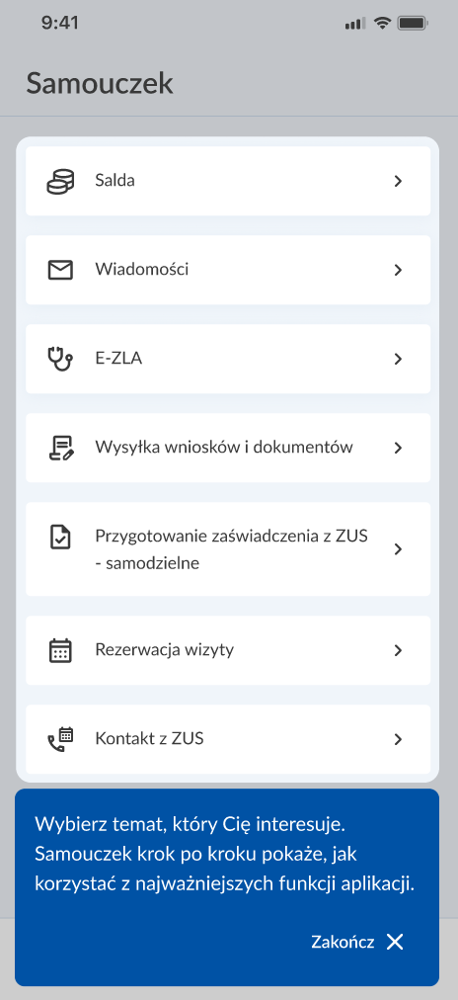 9:41
Samouczek
Salda
Wiadomości
E-ZLA
Wysyłka wniosków i dokumentów
Przygotowanie zaświadczenia z ZUS
- samodzielne
Rezerwacja wizyty
Kontakt z ZUS
Wybierz temat, który Cię interesuje.
Samouczek krok po kroku pokaże, jak
korzystać z najważniejszych funkcji aplikacji.
Zakończ